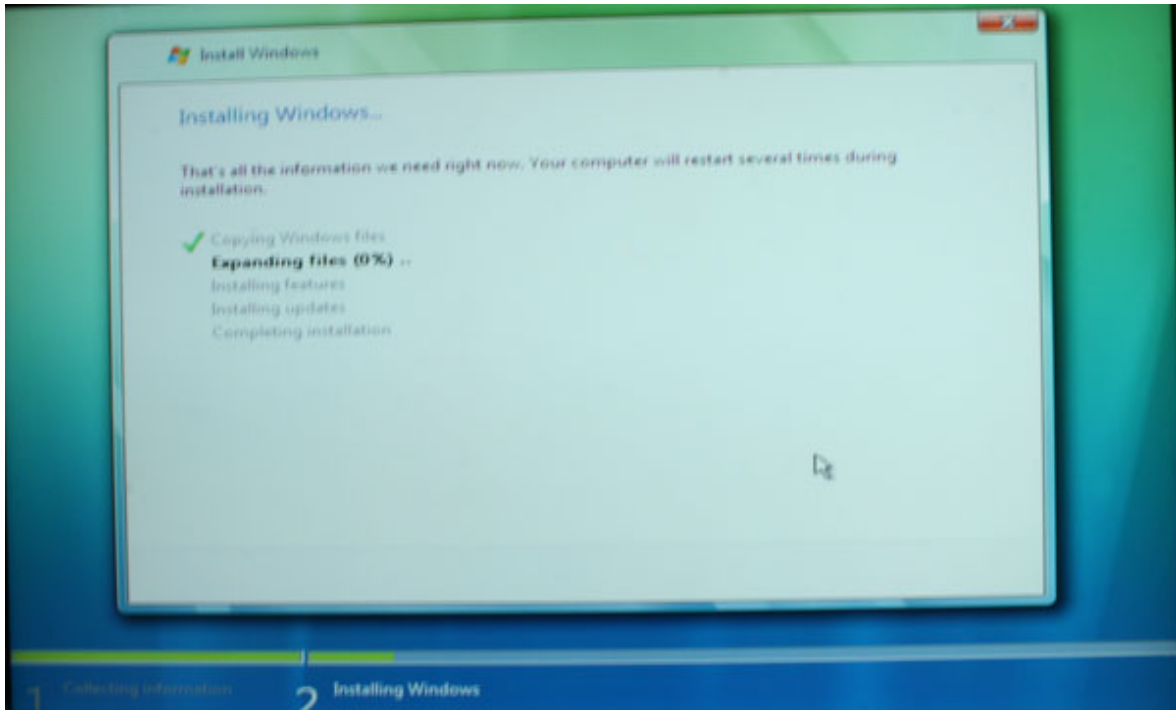 Install Windows
Installing Windows...
That's all the information we need right now. Your computer will restart several times during
installation.
Copying Windows files
Expanding files (0%) ..
Installing features
Installing updates
Completing installation
1 Collecting information
2 Installing Windows